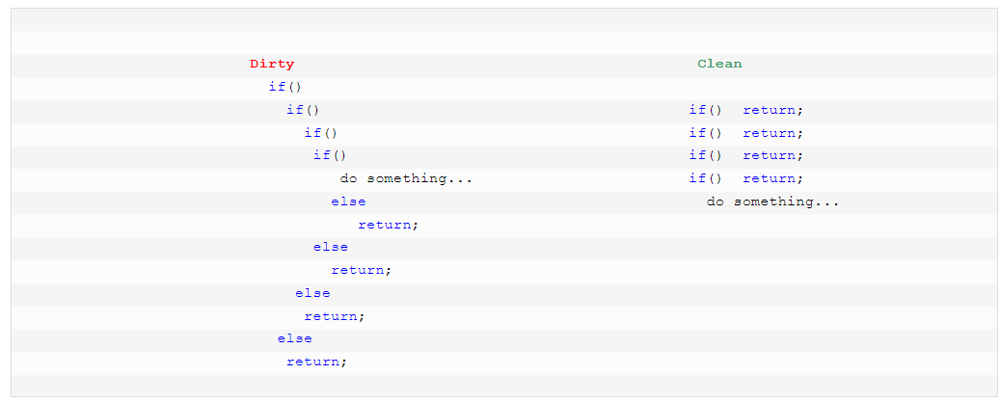 Dirty Clean
if()
if() if() return;
if() if() return;
if() if() return;
do something... if() return;
else do something...
return;
else
return;
else
return;
else
return;